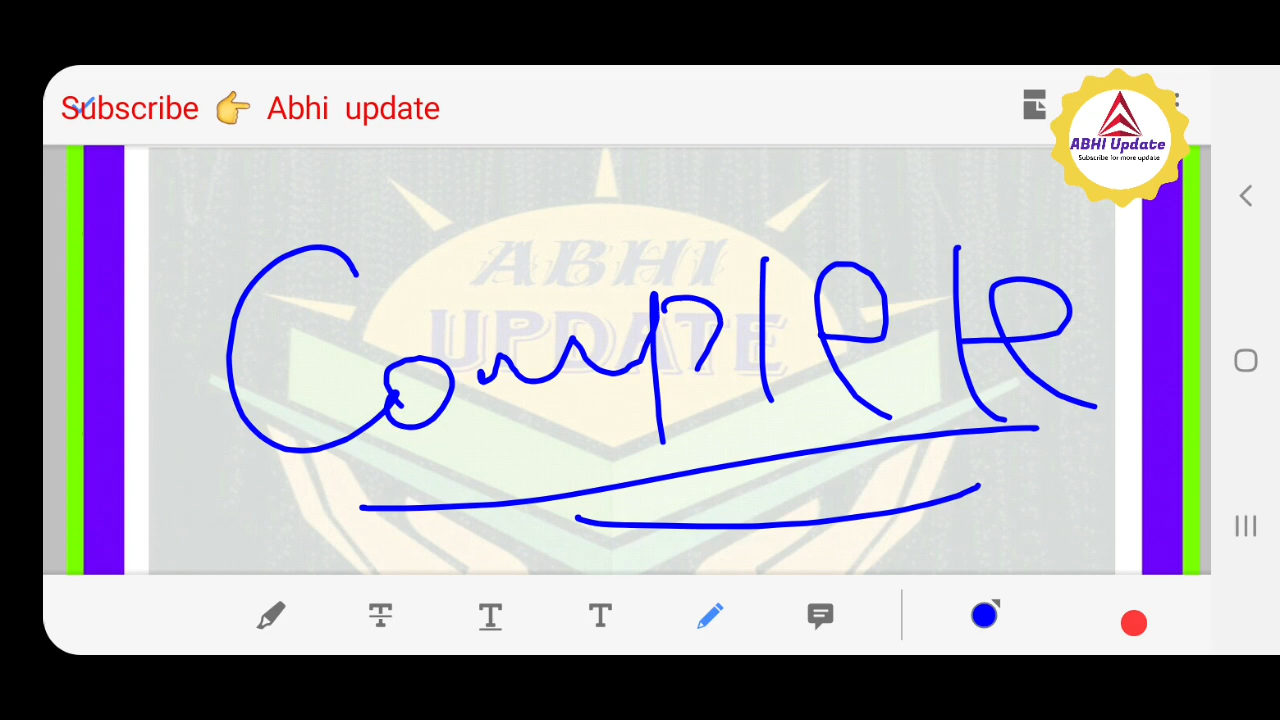 Subscribe 👉 Abhi update
ABHI Update
Subscribe for more update
ABHI
UPDATE
Complete